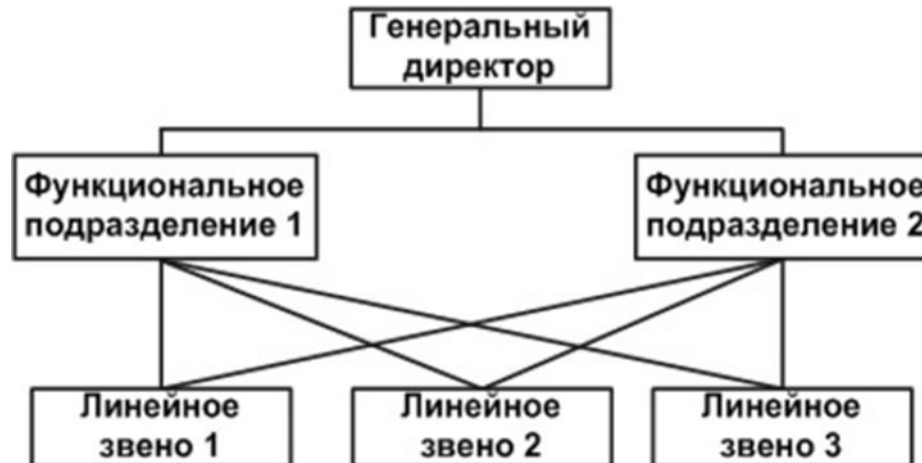 Генеральный
директор
Функциональное
подразделение 1
Функциональное
подразделение 2
Линейное
звено 1
Линейное
звено 2
Линейное
звено 3